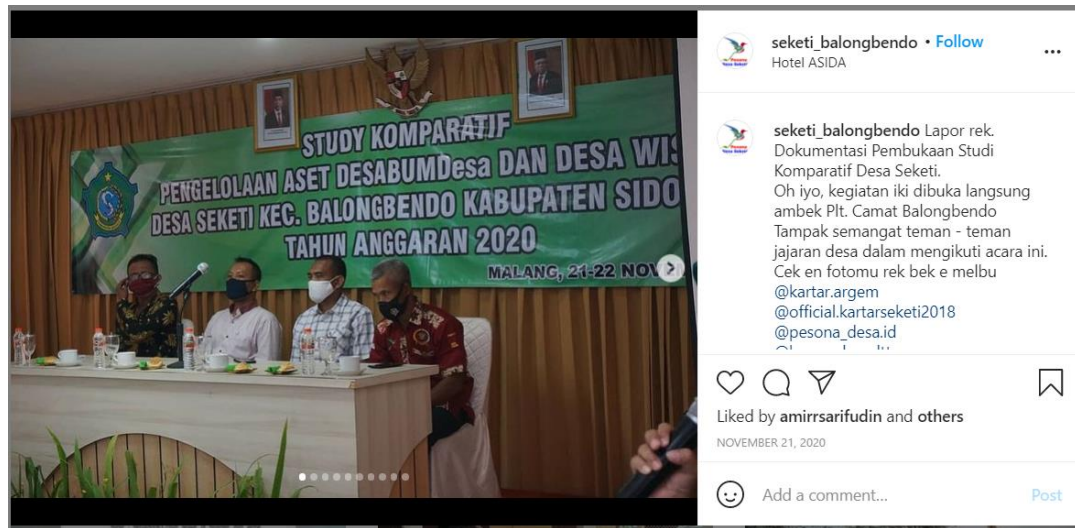 STUDY KOMPARATIF
PENGELOLAAN ASET DESABUMDesa DAN DESA WIS
DESA SEKETI KEC. BALONGBENDO KABUPATEN SIDO
TAHUN ANGGARAN 2020
MALANG, 21-22 NOV
seketi_balongbendo • Follow
Hotel ASIDA
seketi_balongbendo Lapor rek.
Dokumentasi Pembukaan Studi
Komparatif Desa Seketi.
Oh iyo, kegiatan iki dibuka langsung
ambek Plt. Camat Balongbendo
Tampak semangat teman - teman
jajaran desa dalam mengikuti acara ini.
Cek en fotomu rek bek e melbu
@kartar.argem
@official.kartarseketi2018
@pesona_desa.id
Liked by amirrsarifudin and others
NOVEMBER 21, 2020
Add a comment...
Post